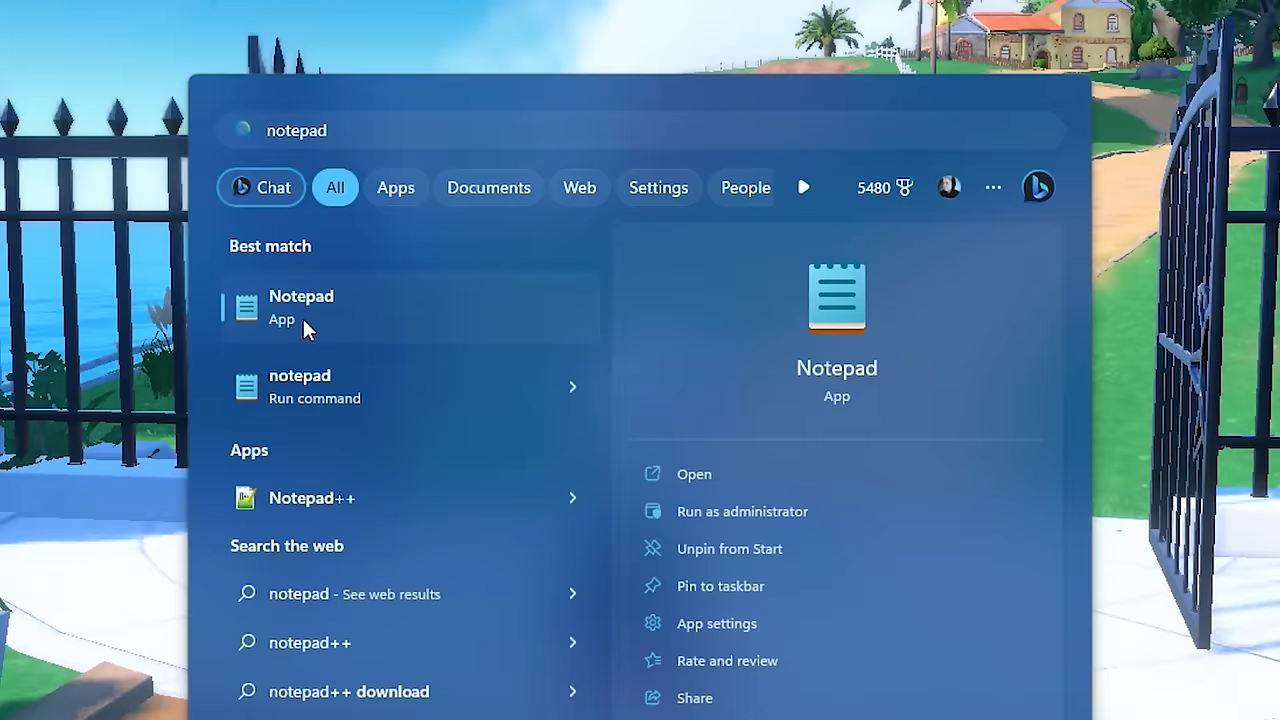 notepad
Chat All Apps Documents Web Settings People 5480
Best match
Notepad
App
notepad
Run command
Apps
Notepad++
Search the web
notepad - See web results
notepad++
notepad++ download
Notepad
App
Open
Run as administrator
Unpin from Start
Pin to taskbar
App settings
Rate and review
Share